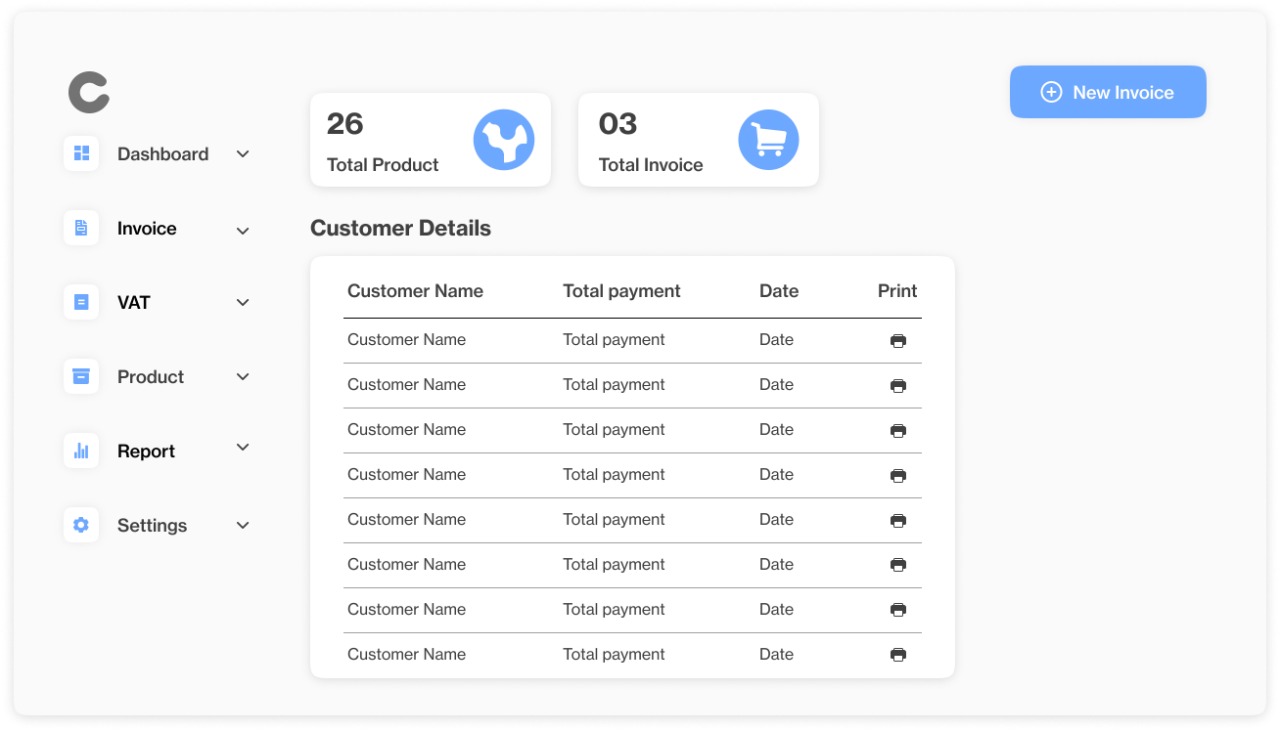 New Invoice
26
Total Product
03
Total Invoice
Dashboard
Invoice
VAT
Product
Report
Settings
Customer Details
Customer Name Total payment Date Print
Customer Name Total payment Date
Customer Name Total payment Date
Customer Name Total payment Date
Customer Name Total payment Date
Customer Name Total payment Date
Customer Name Total payment Date
Customer Name Total payment Date
Customer Name Total payment Date